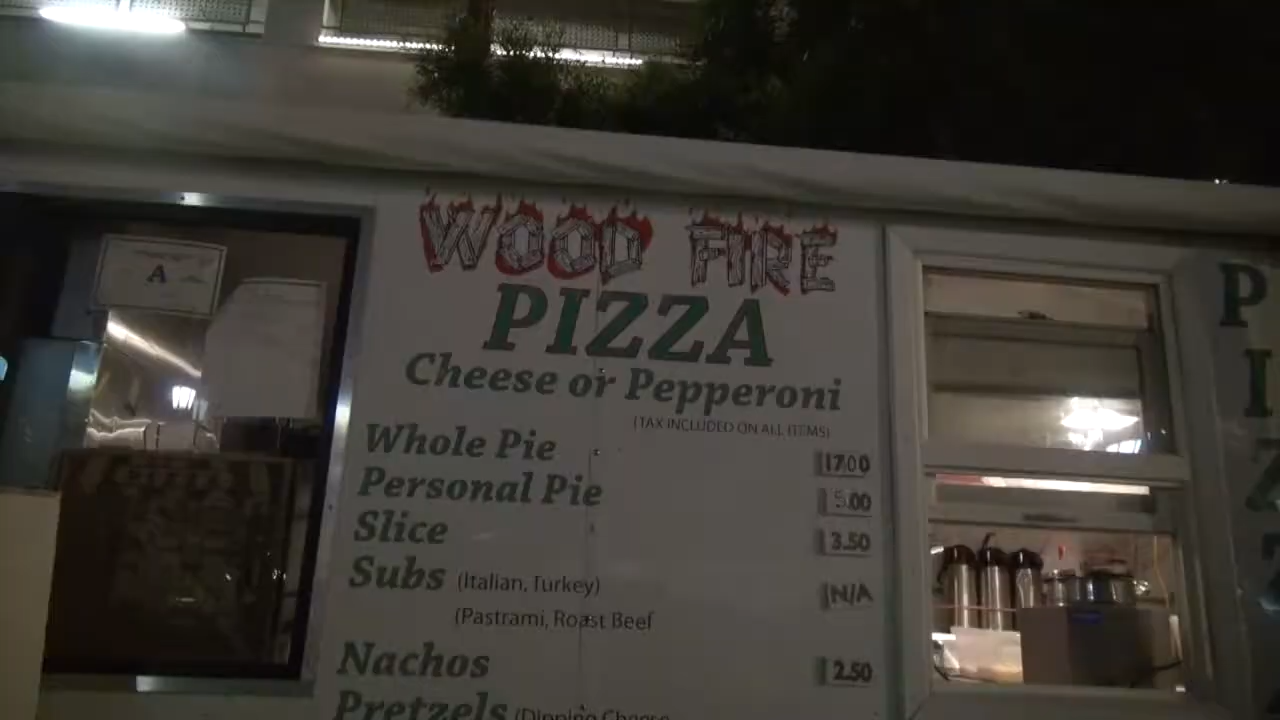 WOOD FIRE
PIZZA
Cheese or Pepperoni
(TAX INCLUDED ON ALL ITEMS)
Whole Pie 17.00
Personal Pie 5.00
Slice 3.50
Subs (Italian, Turkey) N/A
(Pastrami, Roast Beef
Nachos 2.50
Pretzels (Dipping Cheese
A
PIZZ